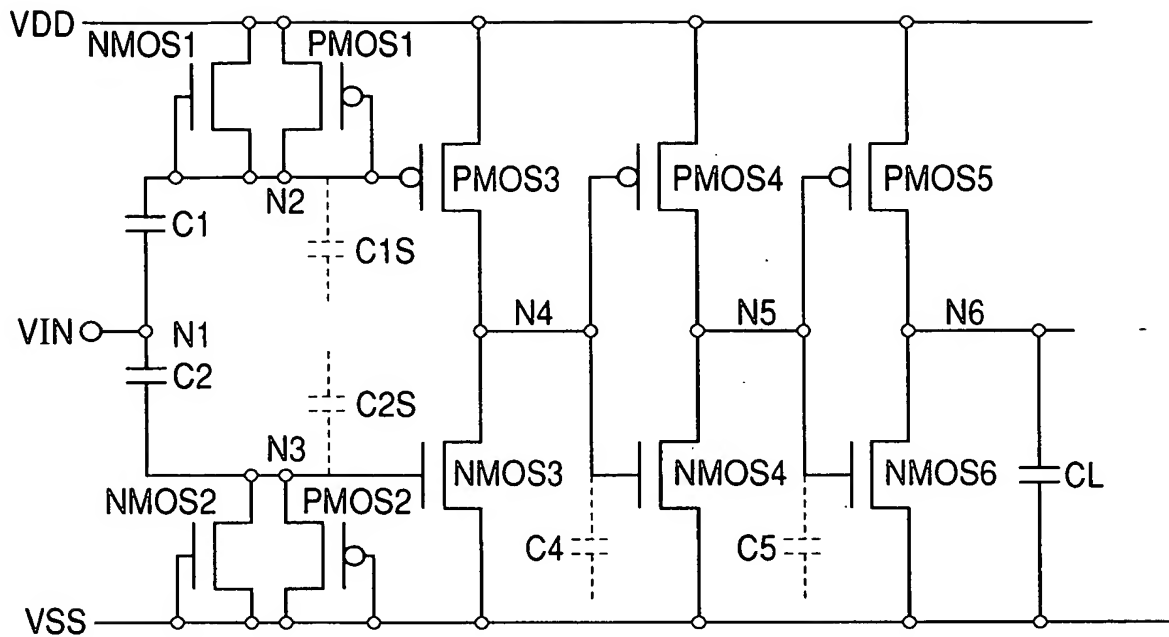 VDD
NMOS1
PMOS1
PMOS3
PMOS4
PMOS5
N2
C1
C1S
VIN
N1
N4
N5
N6
C2
C2S
N3
NMOS3
NMOS4
NMOS6
CL
NMOS2
PMOS2
C4
C5
VSS